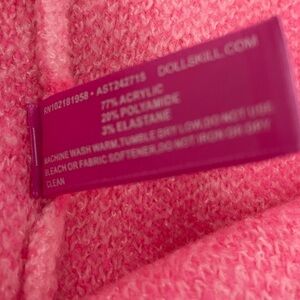 RN102181958 • AST242715 DOLLSKILL.COM
77% ACRYLIC
20% POLYAMIDE
3% ELASTANE
MACHINE WASH WARM, TUMBLE DRY LOW, DO NOT USE
BLEACH OR FABRIC SOFTENER, DO NOT IRON OR DRY
CLEAN